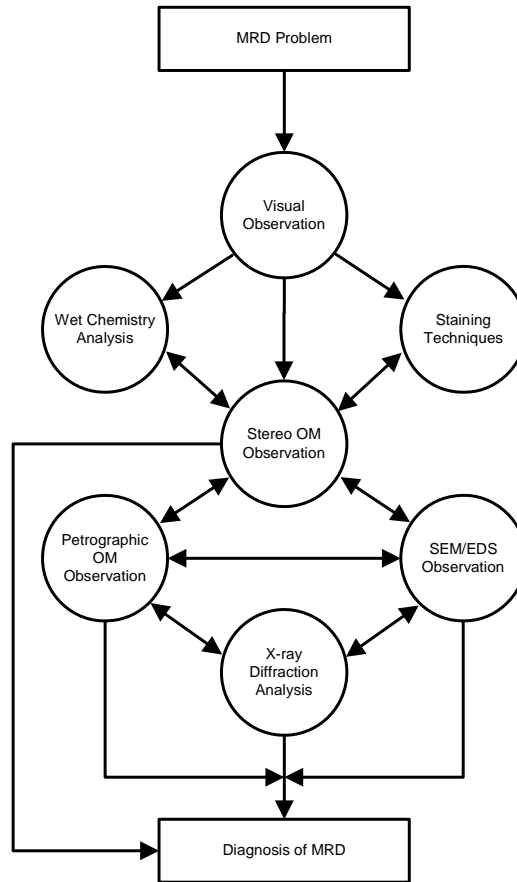 MRD Problem
Visual
Observation
Wet Chemistry
Analysis
Staining
Techniques
Stereo OM
Observation
Petrographic
OM
Observation
SEM/EDS
Observation
X-ray
Diffraction
Analysis
Diagnosis of MRD